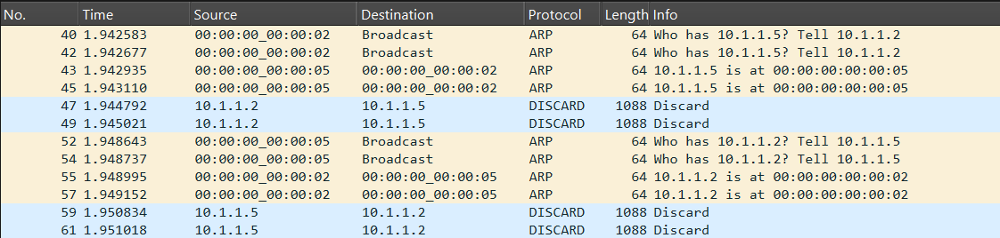 No. Time Source Destination Protocol Length Info
40 1.942583 00:00:00_00:00:02 Broadcast ARP 64 Who has 10.1.1.5? Tell 10.1.1.2
42 1.942677 00:00:00_00:00:02 Broadcast ARP 64 Who has 10.1.1.5? Tell 10.1.1.2
43 1.942935 00:00:00_00:00:05 00:00:00_00:00:02 ARP 64 10.1.1.5 is at 00:00:00:00:00:05
45 1.943110 00:00:00_00:00:05 00:00:00_00:00:02 ARP 64 10.1.1.5 is at 00:00:00:00:00:05
47 1.944792 10.1.1.2 10.1.1.5 DISCARD 1088 Discard
49 1.945021 10.1.1.2 10.1.1.5 DISCARD 1088 Discard
52 1.948643 00:00:00_00:00:05 Broadcast ARP 64 Who has 10.1.1.2? Tell 10.1.1.5
54 1.948737 00:00:00_00:00:05 Broadcast ARP 64 Who has 10.1.1.2? Tell 10.1.1.5
55 1.948995 00:00:00_00:00:02 00:00:00_00:00:05 ARP 64 10.1.1.2 is at 00:00:00:00:00:02
57 1.949152 00:00:00_00:00:02 00:00:00_00:00:05 ARP 64 10.1.1.2 is at 00:00:00:00:00:02
59 1.950834 10.1.1.5 10.1.1.2 DISCARD 1088 Discard
61 1.951018 10.1.1.5 10.1.1.2 DISCARD 1088 Discard